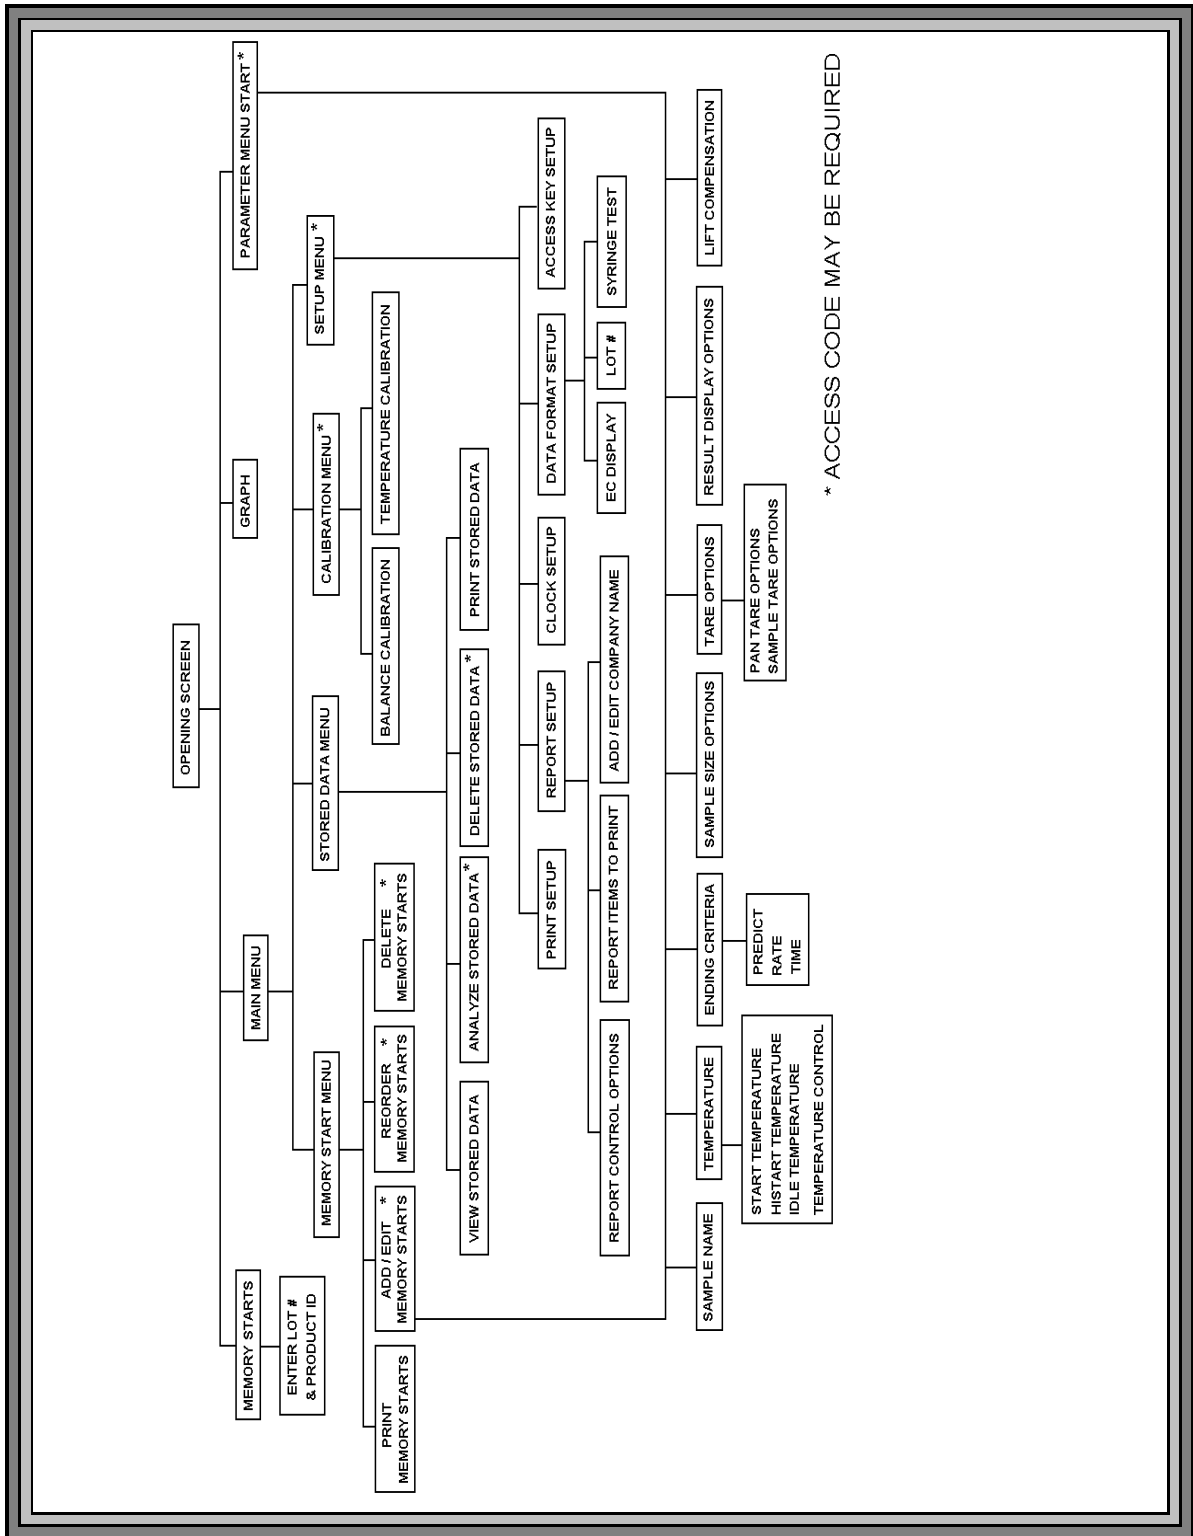 OPENING SCREEN
MEMORY STARTS
MAIN MENU
GRAPH
PARAMETER MENU START *
ENTER LOT #
& PRODUCT ID
MEMORY START MENU
STORED DATA MENU
CALIBRATION MENU *
SETUP MENU *
PRINT
MEMORY STARTS
ADD / EDIT *
MEMORY STARTS
REORDER *
MEMORY STARTS
DELETE *
MEMORY STARTS
BALANCE CALIBRATION
TEMPERATURE CALIBRATION
VIEW STORED DATA
ANALYZE STORED DATA *
DELETE STORED DATA *
PRINT STORED DATA
PRINT SETUP
REPORT SETUP
CLOCK SETUP
DATA FORMAT SETUP
ACCESS KEY SETUP
REPORT CONTROL OPTIONS
REPORT ITEMS TO PRINT
ADD / EDIT COMPANY NAME
EC DISPLAY
LOT #
SYRINGE TEST
SAMPLE NAME
TEMPERATURE
ENDING CRITERIA
SAMPLE SIZE OPTIONS
TARE OPTIONS
RESULT DISPLAY OPTIONS
LIFT COMPENSATION
START TEMPERATURE
HISTART TEMPERATURE
IDLE TEMPERATURE
TEMPERATURE CONTROL
PREDICT
RATE
TIME
PAN TARE OPTIONS
SAMPLE TARE OPTIONS
* ACCESS CODE MAY BE REQUIRED